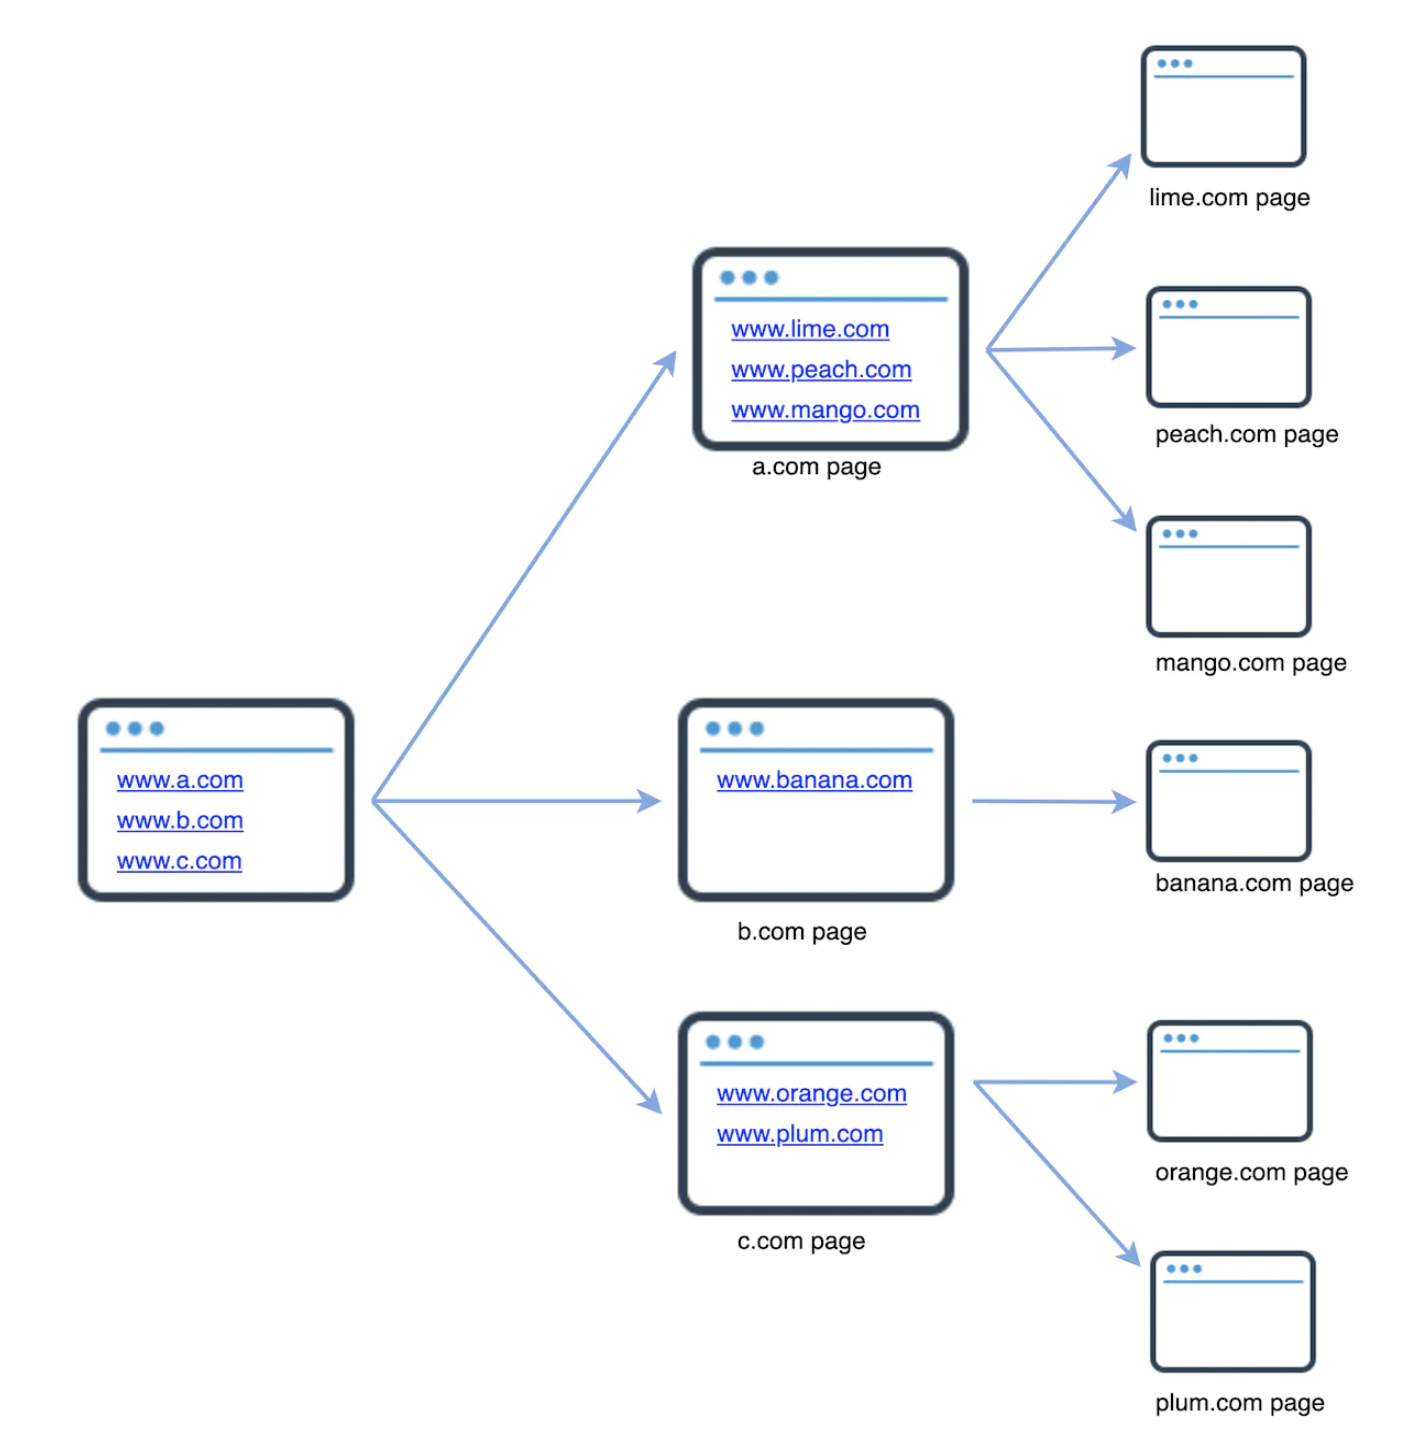 www.a.com
www.b.com
www.c.com
www.lime.com
www.peach.com
www.mango.com
a.com page
www.banana.com
b.com page
www.orange.com
www.plum.com
c.com page
lime.com page
peach.com page
mango.com page
banana.com page
orange.com page
plum.com page